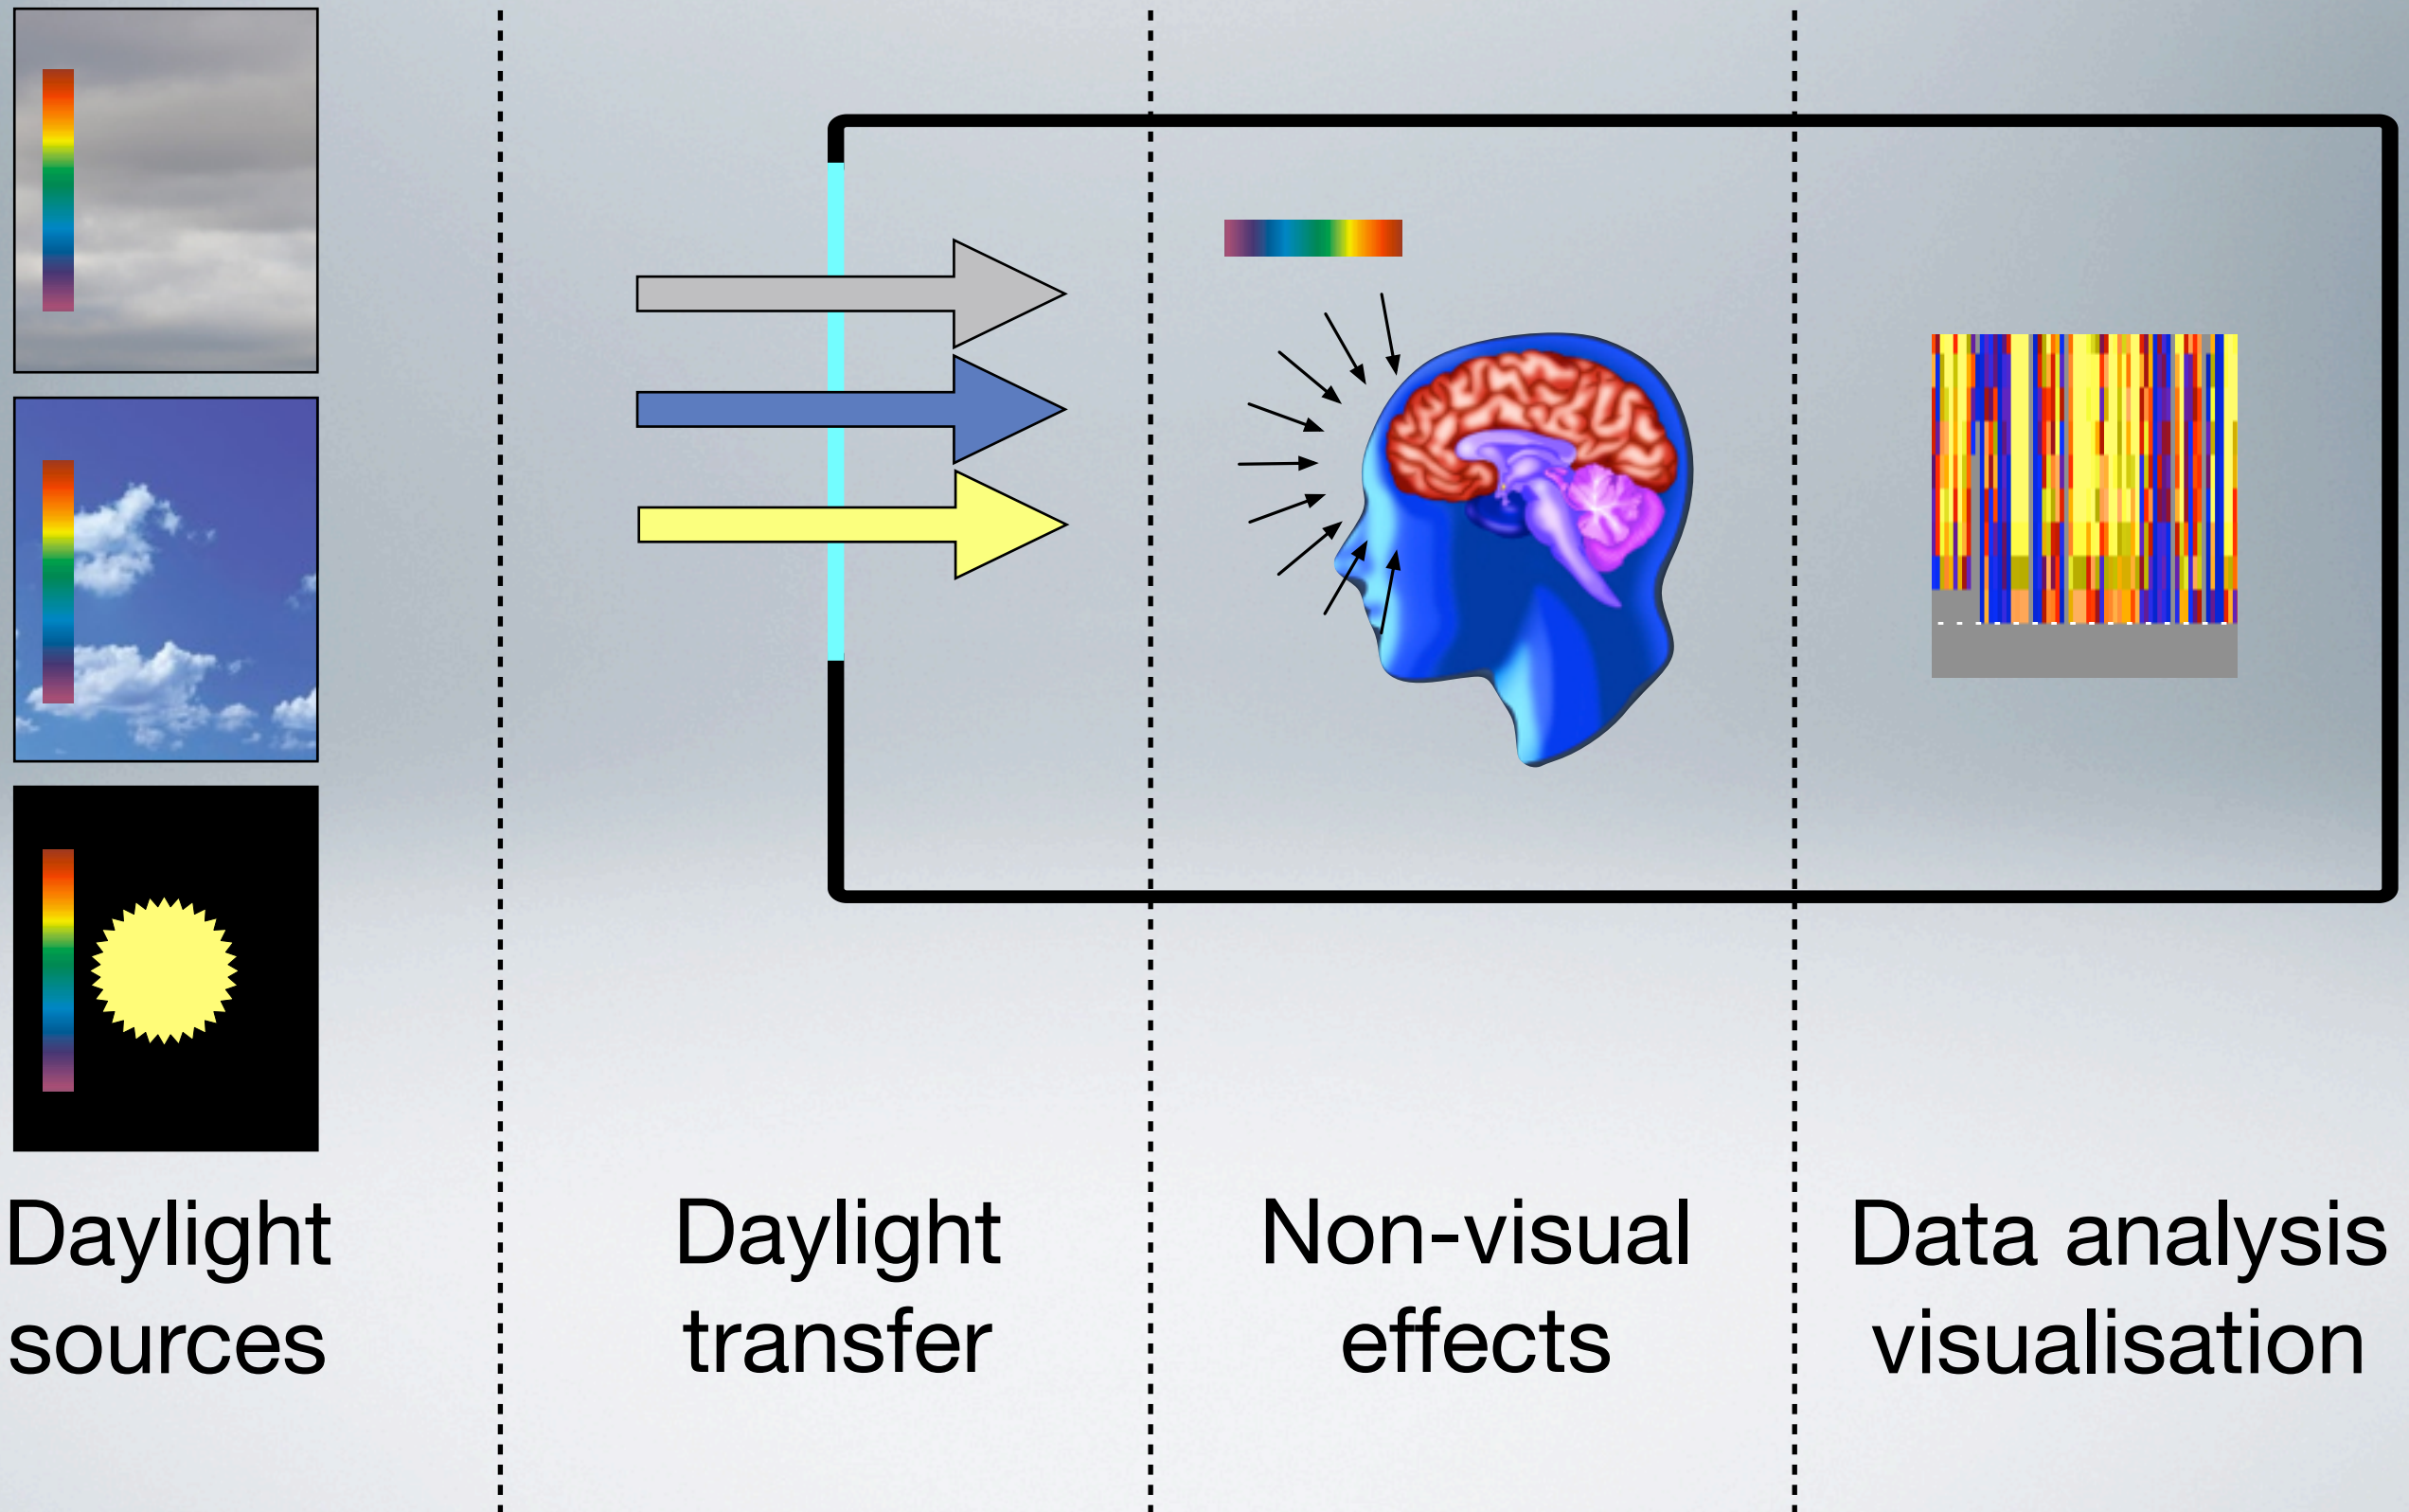 Daylight
sources
Daylight
transfer
Non-visual
effects
Data analysis
visualisation